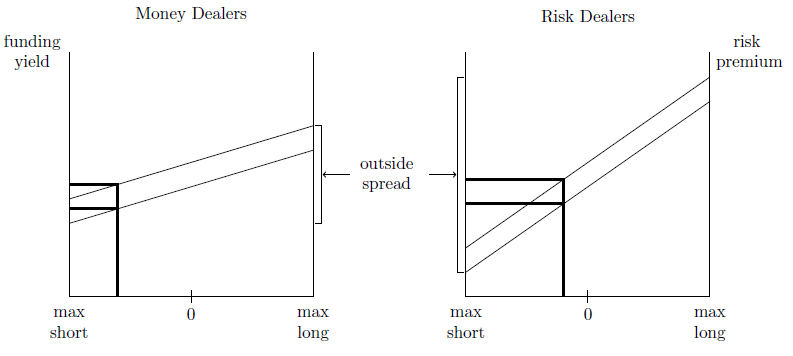 Money Dealers
Risk Dealers
funding
yield
risk
premium
outside
spread
max
short
0
max
long
max
short
0
max
long